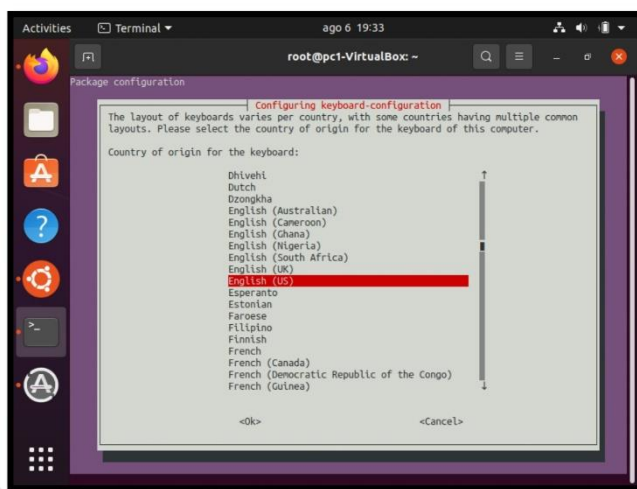 Activities
Terminal
ago 6 19:33
root@pc1-VirtualBox: ~
Package configuration
Configuring keyboard-configuration
The layout of keyboards varies per country, with some countries having multiple common
layouts. Please select the country of origin for the keyboard of this computer.
Country of origin for the keyboard:
Dhivehi
Dutch
Dzongkha
English (Australian)
English (Cameroon)
English (Ghana)
English (Nigeria)
English (South Africa)
English (UK)
English (US)
Esperanto
Estonian
Faroese
Filipino
Finnish
French
French (Canada)
French (Democratic Republic of the Congo)
French (Guinea)
<Ok>
<Cancel>